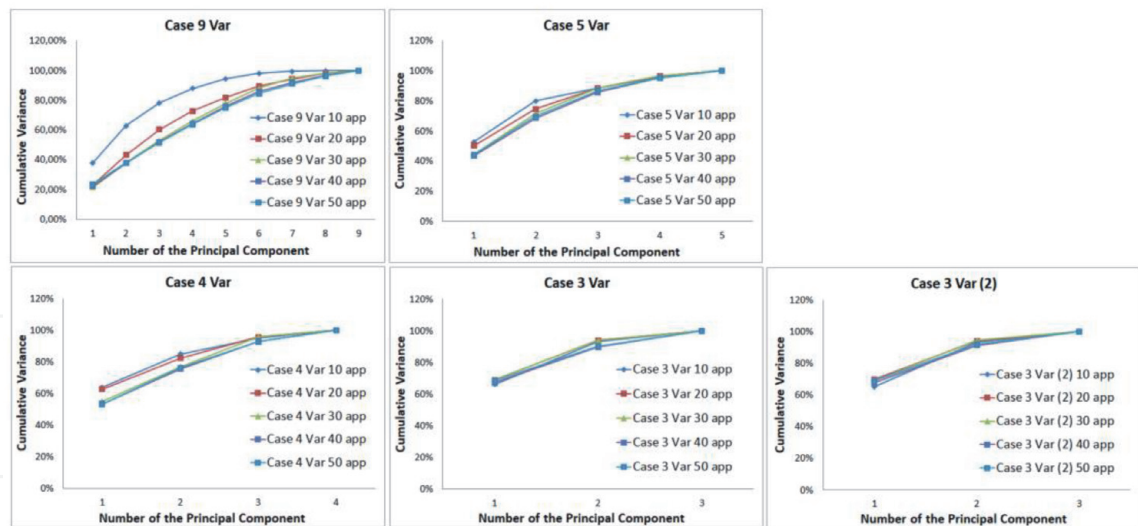 Case 9 Var
Cumulative Variance
120,00%
100,00%
80,00%
60,00%
40,00%
20,00%
0,00%
Case 9 Var 10 app
Case 9 Var 20 app
Case 9 Var 30 app
Case 9 Var 40 app
Case 9 Var 50 app
1 2 3 4 5 6 7 8 9
Number of the Principal Component
Case 5 Var
Cumulative Variance
120%
100%
80%
60%
40%
20%
0%
Case 5 Var 10 app
Case 5 Var 20 app
Case 5 Var 30 app
Case 5 Var 40 app
Case 5 Var 50 app
1 2 3 4 5
Number of the Principal Component
Case 4 Var
Cumulative Variance
120%
100%
80%
60%
40%
20%
0%
Case 4 Var 10 app
Case 4 Var 20 app
Case 4 Var 30 app
Case 4 Var 40 app
Case 4 Var 50 app
1 2 3 4
Number of the Principal Component
Case 3 Var
Cumulative Variance
120%
100%
80%
60%
40%
20%
0%
Case 3 Var 10 app
Case 3 Var 20 app
Case 3 Var 30 app
Case 3 Var 40 app
Case 3 Var 50 app
1 2 3
Number of the Principal Component
Case 3 Var (2)
Cumulative Variance
120%
100%
80%
60%
40%
20%
0%
Case 3 Var (2) 10 app
Case 3 Var (2) 20 app
Case 3 Var (2) 30 app
Case 3 Var (2) 40 app
Case 3 Var (2) 50 app
1 2 3
Number of the Principal Component